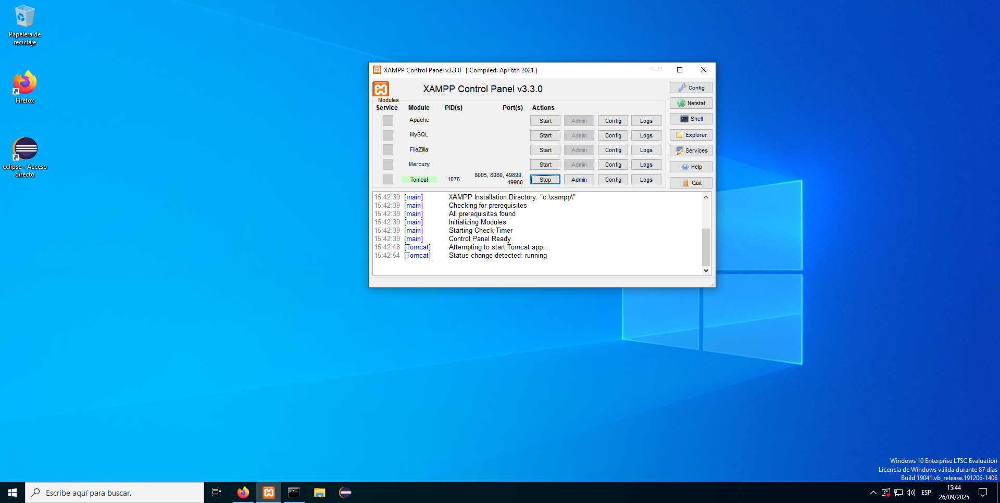 Papelera de
reciclaje
Firefox
eclipse - Acceso
directo
XAMPP Control Panel v3.3.0   [ Compiled: Apr 6th 2021 ]
XAMPP Control Panel v3.3.0
Modules
Service Module PID(s) Port(s) Actions
Apache Start Admin Config Logs
MySQL Start Admin Config Logs
FileZilla Start Admin Config Logs
Mercury Start Admin Config Logs
Tomcat 1076 8005, 8080, 49899,
49900 Stop Admin Config Logs
Config
Netstat
Shell
Explorer
Services
Help
Quit
15:42:39 [main] XAMPP Installation Directory: "c:\xampp\"
15:42:39 [main] Checking for prerequisites
15:42:39 [main] All prerequisites found
15:42:39 [main] Initializing Modules
15:42:39 [main] Starting Check-Timer
15:42:39 [main] Control Panel Ready
15:42:48 [Tomcat] Attempting to start Tomcat app...
15:42:54 [Tomcat] Status change detected: running
Windows 10 Enterprise LTSC Evaluation
Licencia de Windows válida durante 87 días
Build 19041.vb_release.191206-1406
Escribe aquí para buscar.
ESP
15:44
26/09/2025